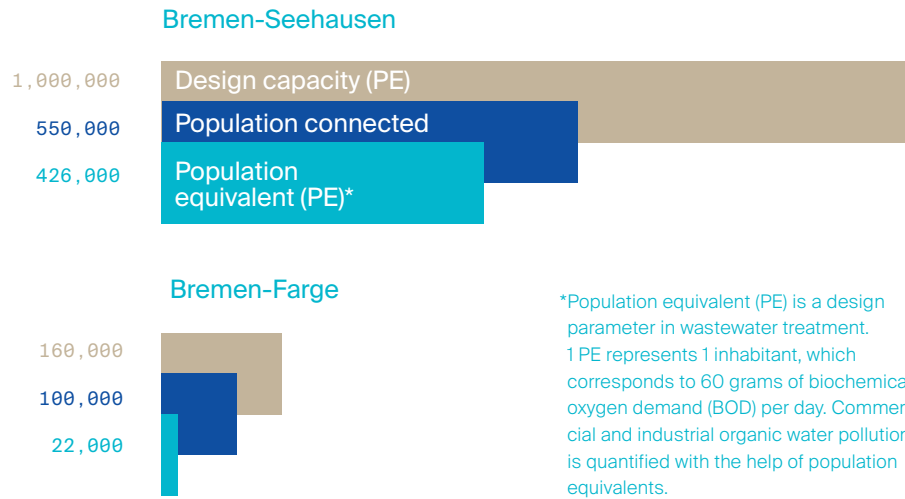 Bremen-Seehausen
1,000,000
Design capacity (PE)
550,000
Population connected
426,000
Population
equivalent (PE)*
Bremen-Farge
160,000
100,000
22,000
*Population equivalent (PE) is a design
parameter in wastewater treatment.
1 PE represents 1 inhabitant, which
corresponds to 60 grams of biochemica
oxygen demand (BOD) per day. Commer
cial and industrial organic water pollution
is quantified with the help of population
equivalents.